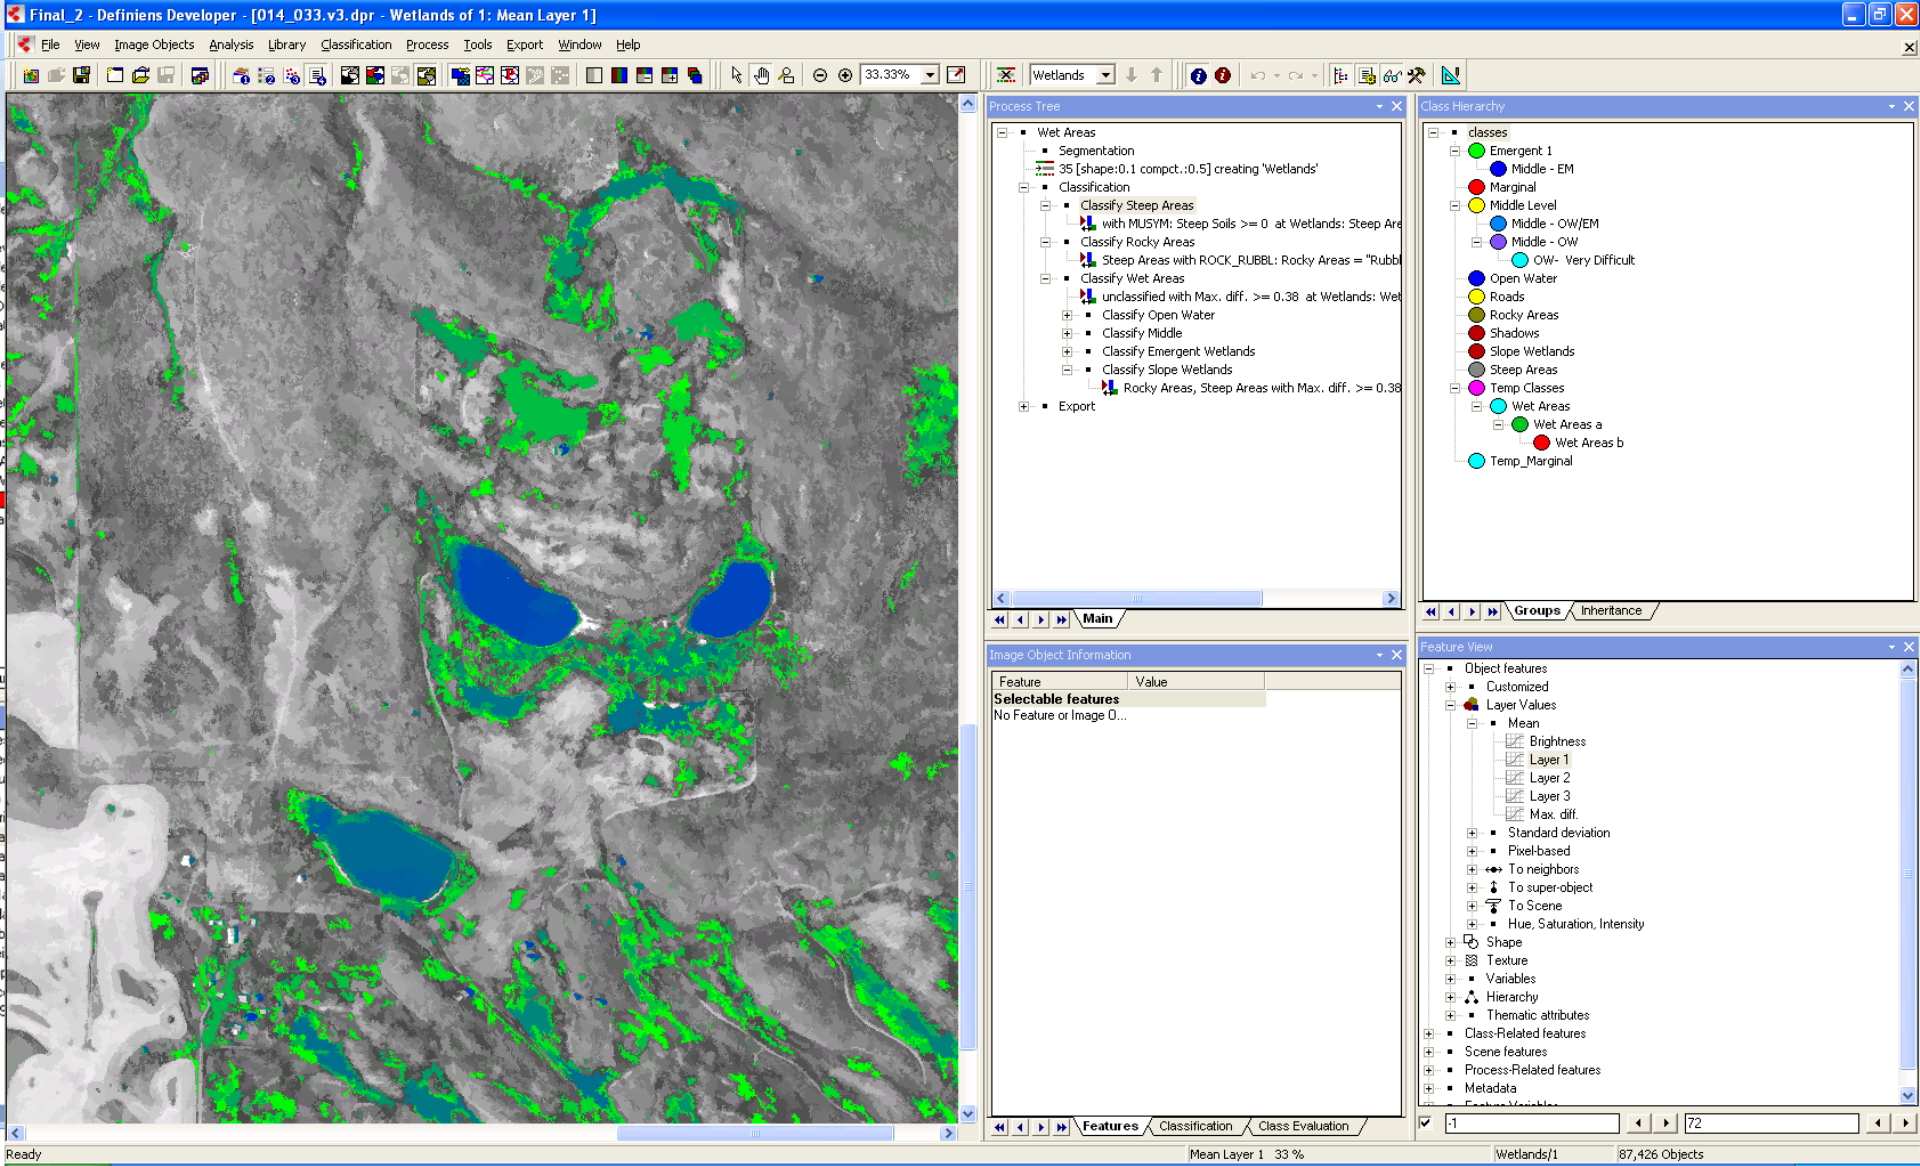 Final_2 - Definiens Developer - [014_033.v3.dpr - Wetlands of 1: Mean Layer 1]
File View Image Objects Analysis Library Classification Process Tools Export Window Help
33.33% Wetlands
Process Tree
Wet Areas
Segmentation
35 [shape:0.1 compct.:0.5] creating 'Wetlands'
Classification
Classify Steep Areas
with MUSYM: Steep Soils >= 0 at Wetlands: Steep Are
Classify Rocky Areas
Steep Areas with ROCK_RUBBL: Rocky Areas = "Rubbl
Classify Wet Areas
unclassified with Max. diff. >= 0.38 at Wetlands: Wet
Classify Open Water
Classify Middle
Classify Emergent Wetlands
Classify Slope Wetlands
Rocky Areas, Steep Areas with Max. diff. >= 0.38
Export
Main
Class Hierarchy
classes
Emergent 1
Middle - EM
Marginal
Middle Level
Middle - OW/EM
Middle - OW
OW- Very Difficult
Open Water
Roads
Rocky Areas
Shadows
Slope Wetlands
Steep Areas
Temp Classes
Wet Areas
Wet Areas a
Wet Areas b
Temp_Marginal
Groups Inheritance
Image Object Information
Feature Value
Selectable features
No Feature or Image O...
Features Classification Class Evaluation
Feature View
Object features
Customized
Layer Values
Mean
Brightness
Layer 1
Layer 2
Layer 3
Max. diff.
Standard deviation
Pixel-based
To neighbors
To super-object
To Scene
Hue, Saturation, Intensity
Shape
Texture
Variables
Hierarchy
Thematic attributes
Class-Related features
Scene features
Process-Related features
Metadata
-1 72
Ready Mean Layer 1 33 % Wetlands/1 87,426 Objects